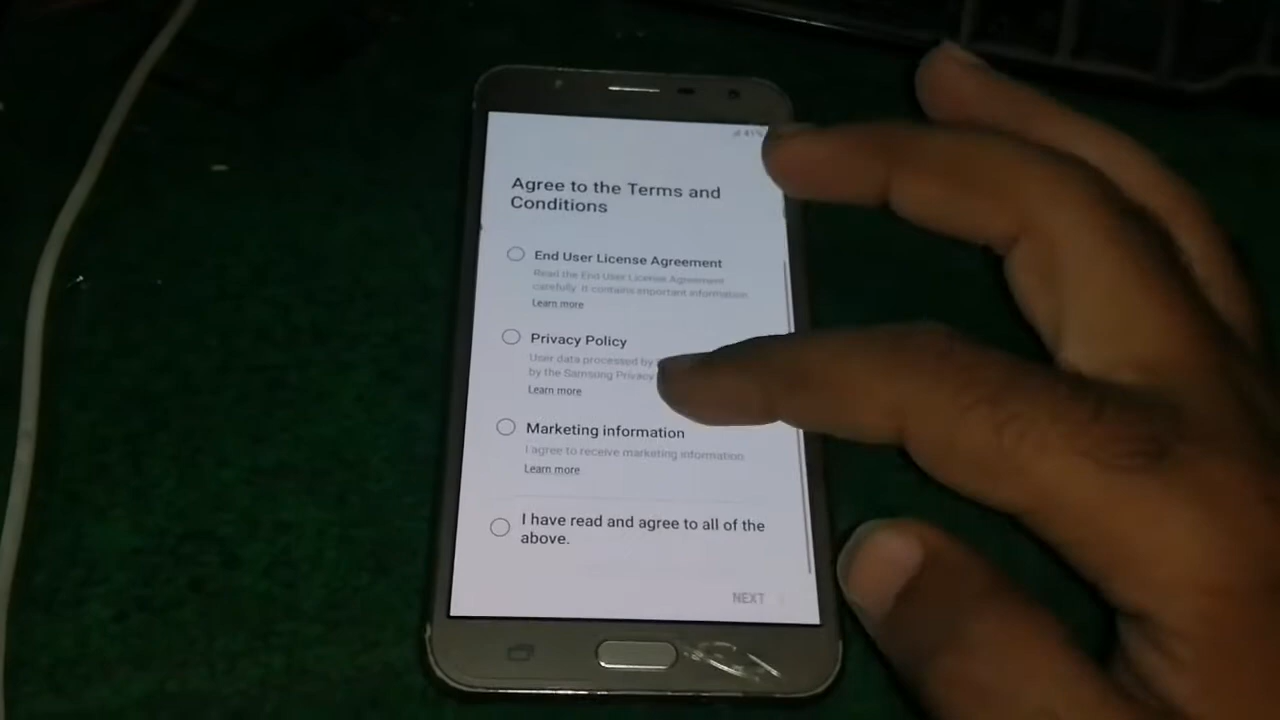 41%
Agree to the Terms and
Conditions
End User License Agreement
Read the End User License Agreement
carefully. It contains important information.
Learn more
Privacy Policy
User data processed by
by the Samsung Privacy
Learn more
Marketing information
I agree to receive marketing information.
Learn more
I have read and agree to all of the
above.
NEXT